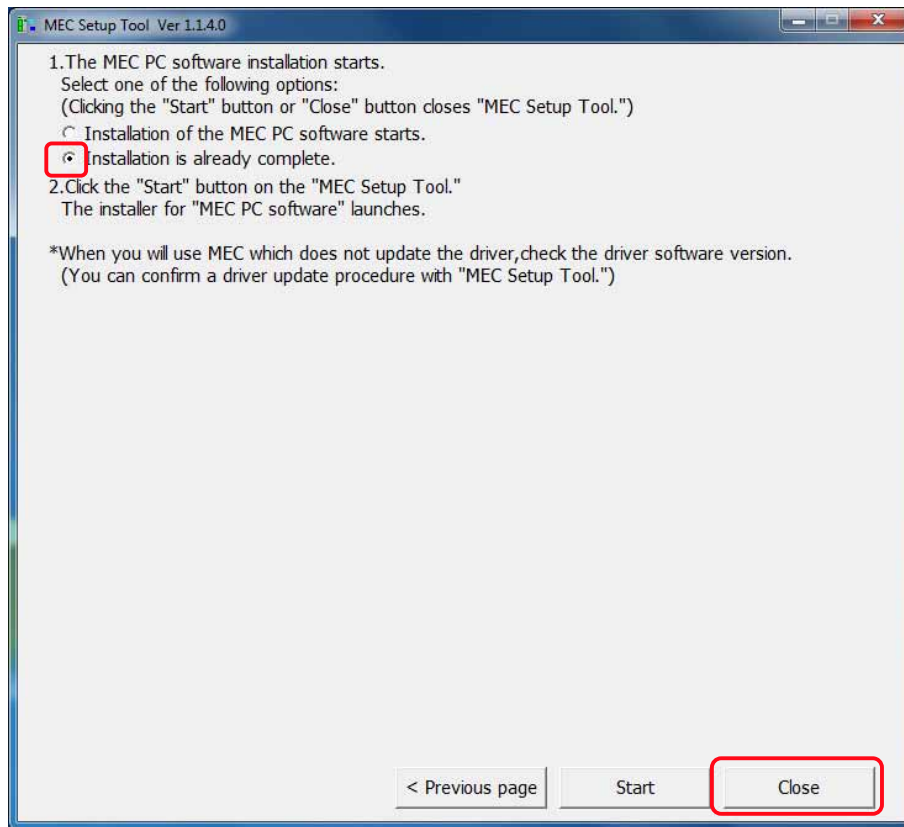 MEC Setup Tool Ver 1.1.4.0
1.The MEC PC software installation starts.
Select one of the following options:
(Clicking the "Start" button or "Close" button closes "MEC Setup Tool.")
Installation of the MEC PC software starts.
Installation is already complete.
2.Click the "Start" button on the "MEC Setup Tool."
The installer for "MEC PC software" launches.
*When you will use MEC which does not update the driver,check the driver software version.
(You can confirm a driver update procedure with "MEC Setup Tool.")
< Previous page
Start
Close